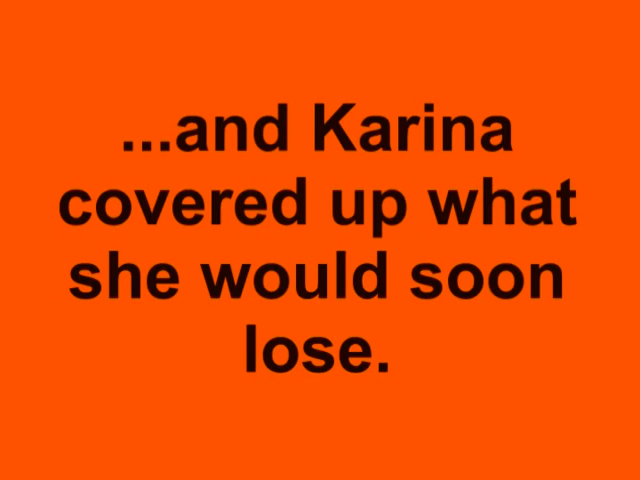 ...and Karina
covered up what
she would soon
lose.